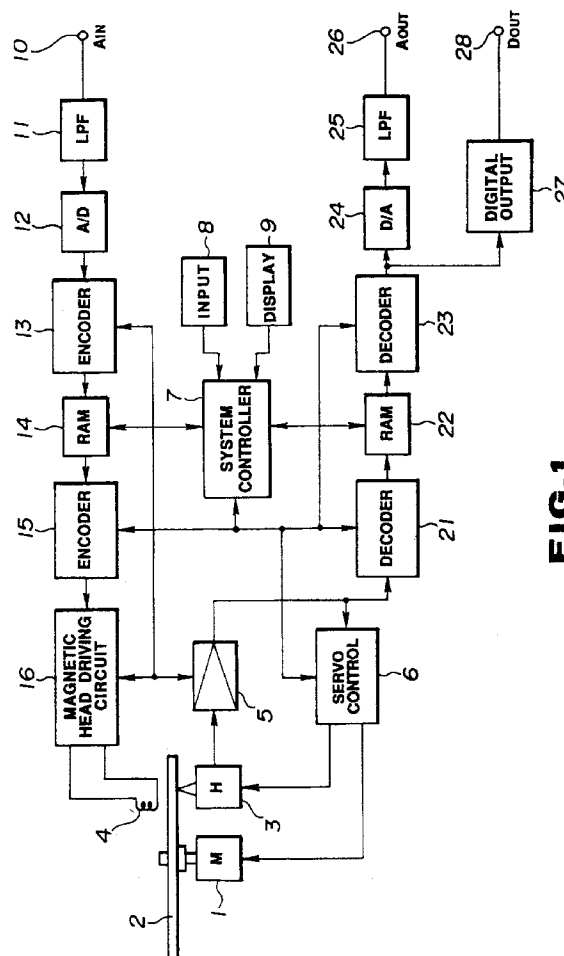 10
AIN
11
LPF
12
A/D
13
ENCODER
14
RAM
15
ENCODER
16
MAGNETIC
HEAD DRIVING
CIRCUIT
4
2
M
1
H
3
5
SERVO
CONTROL
6
7
SYSTEM
CONTROLLER
8
INPUT
9
DISPLAY
21
DECODER
22
RAM
23
DECODER
24
D/A
25
LPF
26
AOUT
27
DIGITAL
OUTPUT
28
DOUT
FIG.1